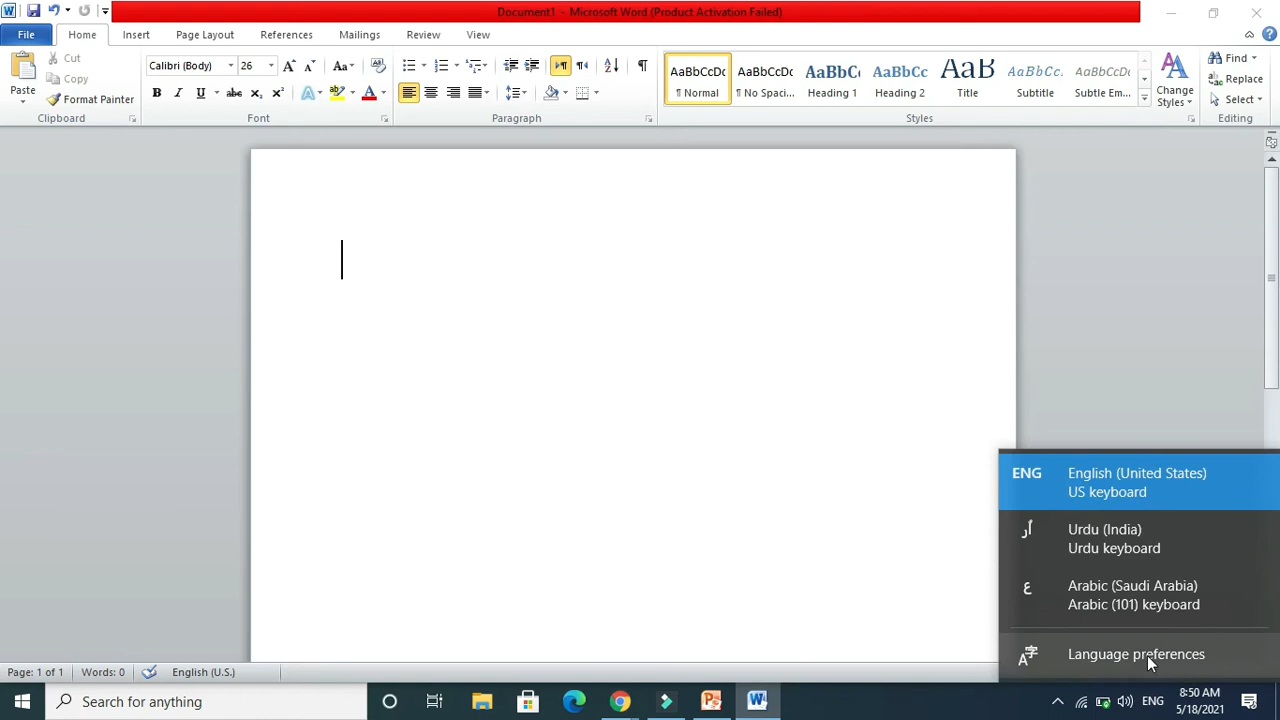 Document1 - Microsoft Word (Product Activation Failed)
File Home Insert Page Layout References Mailings Review View
Paste
Cut
Copy
Format Painter
Clipboard
Calibri (Body) 26
Font
Paragraph
AaBbCcDc AaBbCcDc AaBbC AaBbCc AaB AaBbCc. AaBbCcDc
¶ Normal ¶ No Spaci... Heading 1 Heading 2 Title Subtitle Subtle Em...
Change
Styles
Styles
Find
Replace
Select
Editing
ENG English (United States)
US keyboard
اُر Urdu (India)
Urdu keyboard
ع Arabic (Saudi Arabia)
Arabic (101) keyboard
Language preferences
Page: 1 of 1 Words: 0 English (U.S.)
Search for anything
ENG
8:50 AM
5/18/2021